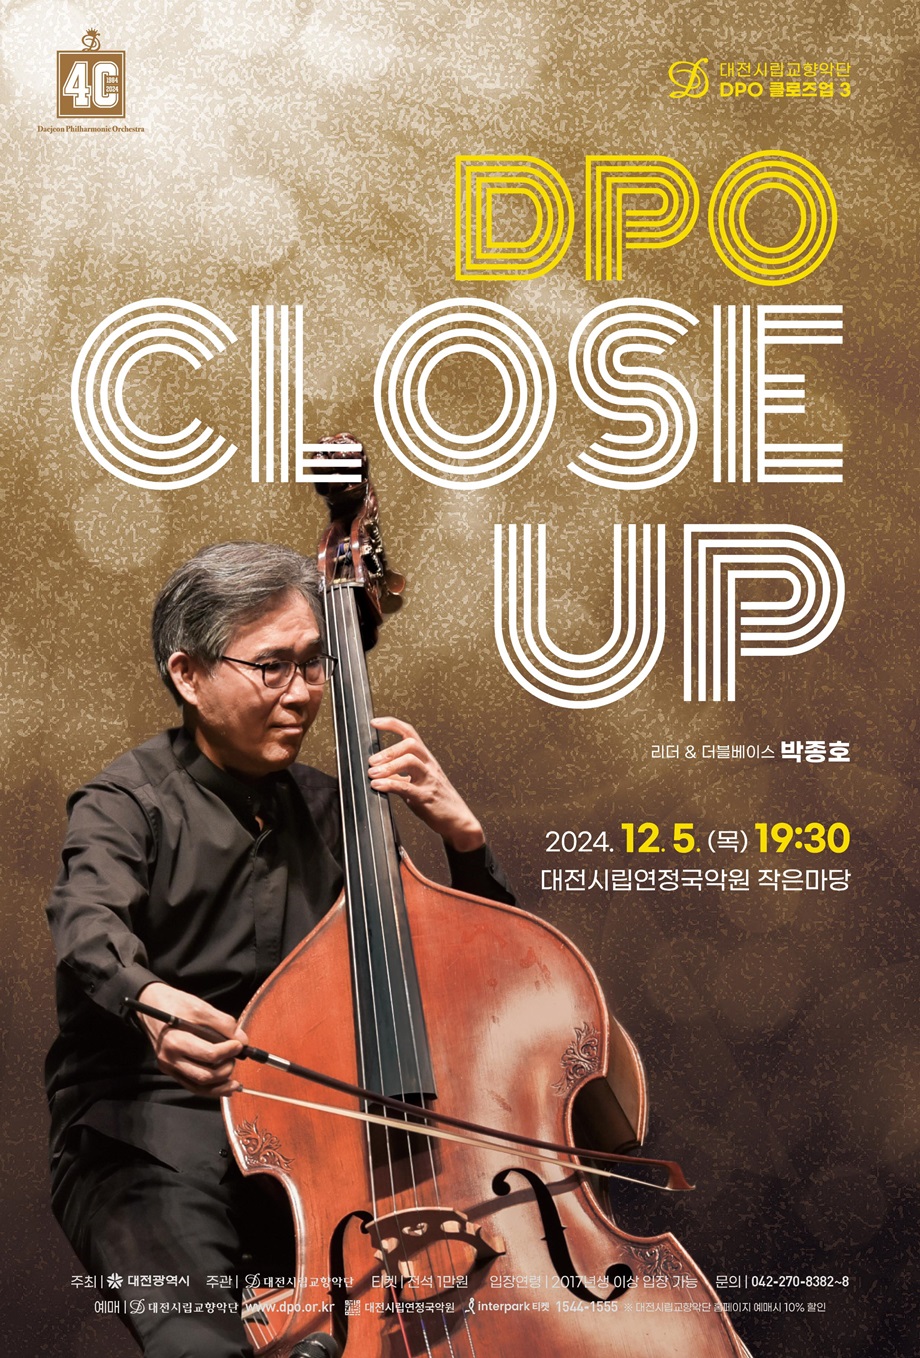 40
1984
2024
Daejeon Philharmonic Orchestra
대전시립교향악단
DPO 클로즈업 3
DPO
CLOSE
UP
리더 & 더블베이스 박종호
2024. 12. 5. (목) 19:30
대전시립연정국악원 작은마당
주최 | 대전광역시 주관 | 대전시립교향악단 티켓 | 전석 1만원 입장연령 | 2017년생 이상 입장 가능 문의 | 042-270-8382~8
예매 | 대전시립교향악단 www.dpo.or.kr 대전시립연정국악원 interpark 티켓 1544-1555 ※ 대전시립교향악단 홈페이지 예매시 10% 할인